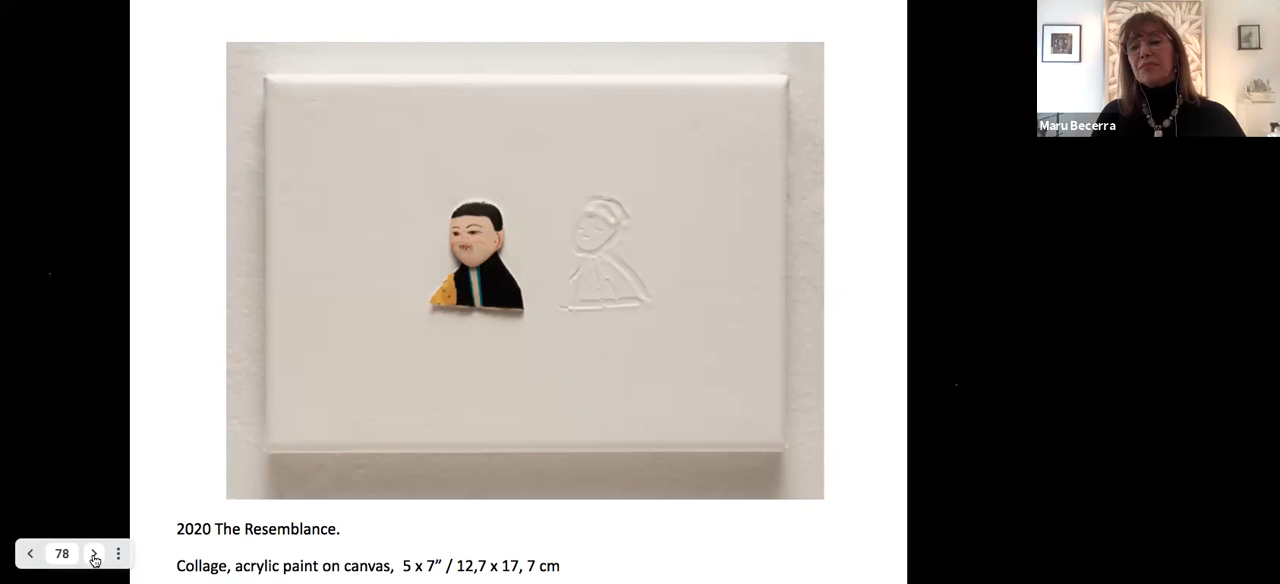 Maru Becerra
2020 The Resemblance.
78
Collage, acrylic paint on canvas,  5 x 7” / 12,7 x 17, 7 cm